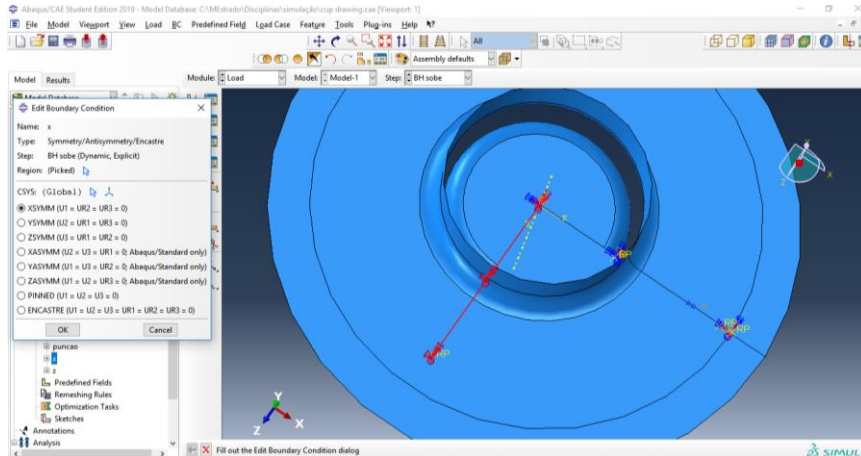 Abaqus/CAE Student Edition 2019 - Model Database: C:\MEstrado\Disciplinas\simulação\cup drawing.cae [Viewport: 1]
File Model Viewport View Load BC Predefined Field Load Case Feature Tools Plug-ins Help
All
Assembly defaults
Model Results
Module: Load Model: Model-1 Step: BH sobe
Model Database
Edit Boundary Condition
Name: x
Type: Symmetry/Antisymmetry/Encastre
Step: BH sobe (Dynamic, Explicit)
Region: (Picked)
CSYS: (Global)
XSYMM (U1 = UR2 = UR3 = 0)
YSYMM (U2 = UR1 = UR3 = 0)
ZSYMM (U3 = UR1 = UR2 = 0)
XASYMM (U2 = U3 = UR1 = 0; Abaqus/Standard only)
YASYMM (U1 = U3 = UR2 = 0; Abaqus/Standard only)
ZASYMM (U1 = U2 = UR3 = 0; Abaqus/Standard only)
PINNED (U1 = U2 = U3 = 0)
ENCASTRE (U1 = U2 = U3 = UR1 = UR2 = UR3 = 0)
OK Cancel
puncao
x
z
Predefined Fields
Remeshing Rules
Optimization Tasks
Sketches
Annotations
Analysis
X
RP
RP
RP
Y
Z X
Fill out the Edit Boundary Condition dialog
SIMUL